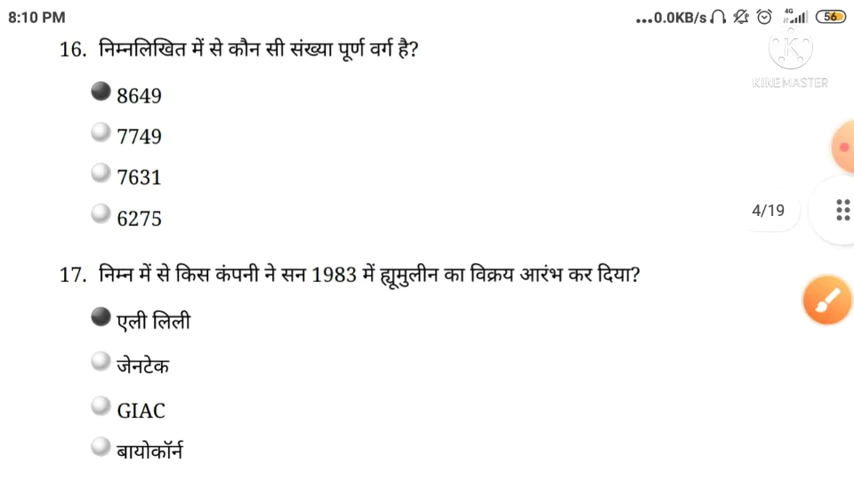 8:10 PM ...0.0KB/s 4G 56
16. निम्नलिखित में से कौन सी संख्या पूर्ण वर्ग है?
KINEMASTER
8649
7749
7631
4/19
6275
17. निम्न में से किस कंपनी ने सन 1983 में ह्यूमुलीन का विक्रय आरंभ कर दिया?
एली लिली
जेनटेक
GIAC
बायोकॉर्न